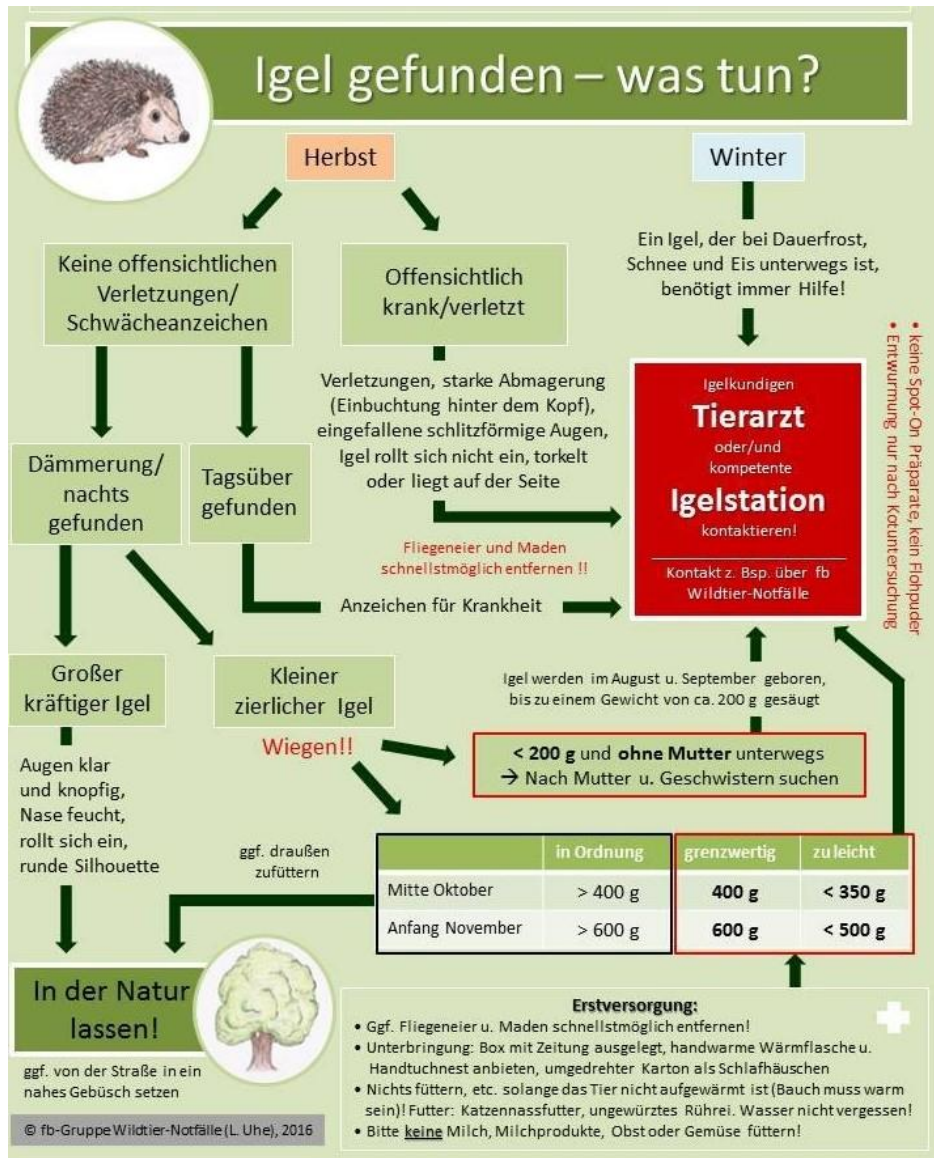 Igel gefunden – was tun?
Herbst
Winter
Keine offensichtlichen
Verletzungen/
Schwächeanzeichen
Offensichtlich
krank/verletzt
Ein Igel, der bei Dauerfrost,
Schnee und Eis unterwegs ist,
benötigt immer Hilfe!
Verletzungen, starke Abmagerung
(Einbuchtung hinter dem Kopf),
eingefallene schlitzförmige Augen,
Igel rollt sich nicht ein, torkelt
oder liegt auf der Seite
Igelkundigen
Tierarzt
oder/und
kompetente
Igelstation
kontaktieren!
Kontakt z. Bsp. über fb
Wildtier-Notfälle
• keine Spot-On Präparate, kein Flohpuder
• Entwurmung nur nach Kotuntersuchung
Dämmerung/
nachts
gefunden
Tagsüber
gefunden
Fliegeneier und Maden
schnellstmöglich entfernen !!
Anzeichen für Krankheit
Großer
kräftiger Igel
Kleiner
zierlicher Igel
Wiegen!!
Igel werden im August u. September geboren,
bis zu einem Gewicht von ca. 200 g gesäugt
< 200 g und ohne Mutter unterwegs
→ Nach Mutter u. Geschwistern suchen
Augen klar
und knopfig,
Nase feucht,
rollt sich ein,
runde Silhouette
ggf. draußen
zufüttern
in Ordnung grenzwertig zu leicht
Mitte Oktober > 400 g 400 g < 350 g
Anfang November > 600 g 600 g < 500 g
In der Natur
lassen!
ggf. von der Straße in ein
nahes Gebüsch setzen
© fb-Gruppe Wildtier-Notfälle (L. Uhe), 2016
Erstversorgung:
• Ggf. Fliegeneier u. Maden schnellstmöglich entfernen!
• Unterbringung: Box mit Zeitung ausgelegt, handwarme Wärmflasche u.
Handtuchnest anbieten, umgedrehter Karton als Schlafhäuschen
• Nichts füttern, etc. solange das Tier nicht aufgewärmt ist (Bauch muss warm
sein)! Futter: Katzennassfutter, ungewürztes Rührei. Wasser nicht vergessen!
• Bitte keine Milch, Milchprodukte, Obst oder Gemüse füttern!